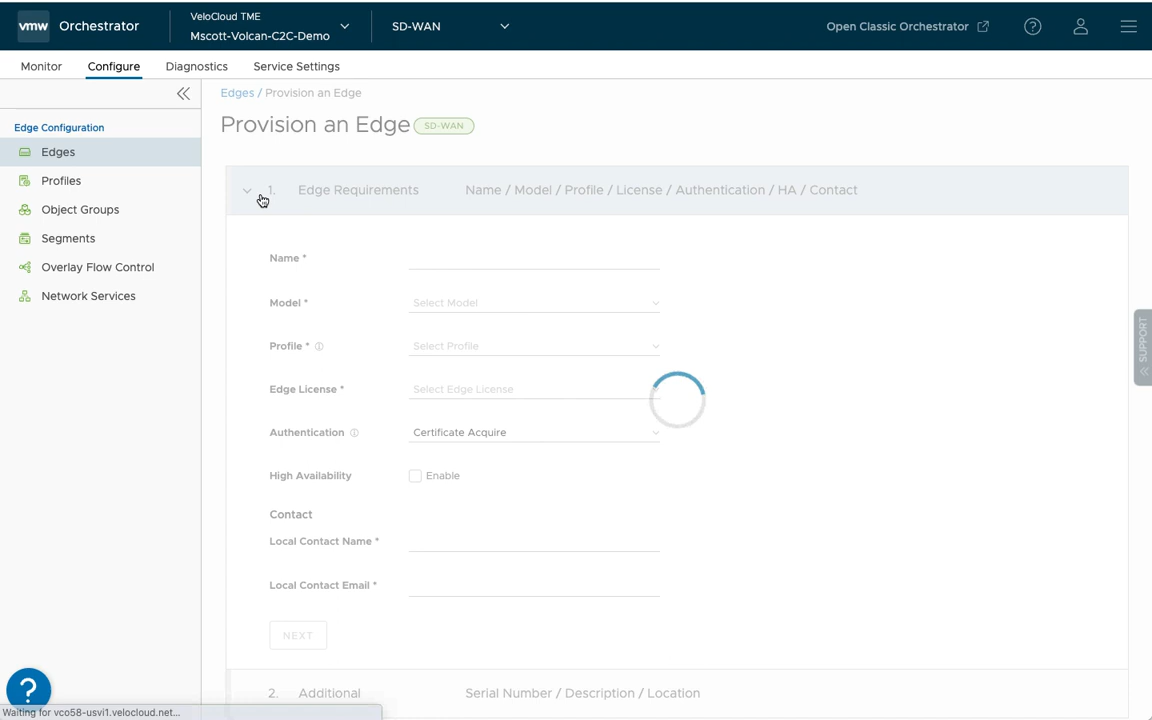 vmw Orchestrator
VeloCloud TME
Mscott-Volcan-C2C-Demo
SD-WAN
Open Classic Orchestrator
?
Monitor
Configure
Diagnostics
Service Settings
Edges / Provision an Edge
Edge Configuration
Edges
Profiles
Object Groups
Segments
Overlay Flow Control
Network Services
Provision an Edge SD-WAN
1. Edge Requirements Name / Model / Profile / License / Authentication / HA / Contact
Name *
Model * Select Model
Profile * Select Profile
Edge License * Select Edge License
Authentication Certificate Acquire
High Availability Enable
Contact
Local Contact Name *
Local Contact Email *
NEXT
2. Additional Serial Number / Description / Location
SUPPORT
?
Waiting for vco58-usvi1.velocloud.net...